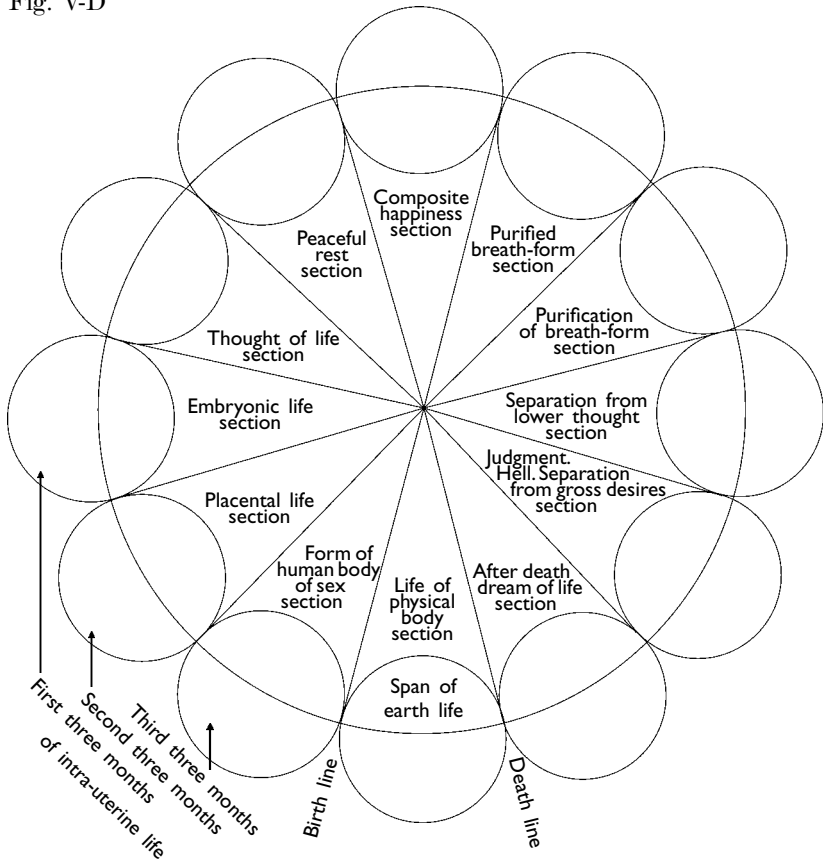 Fig. V-D
Composite
happiness
section
Peaceful
rest
section
Purified
breath-form
section
Thought of life
section
Purification
of breath-form
section
Embryonic life
section
Separation from
lower thought
section
Judgment.
Hell. Separation
from gross desires
section
Placental life
section
Form of
human body
of sex
section
Life of
physical
body
section
After death
dream of life
section
Span of
earth life
First three months
Second three months
Third three months
of intra-uterine life
Birth line
Death line